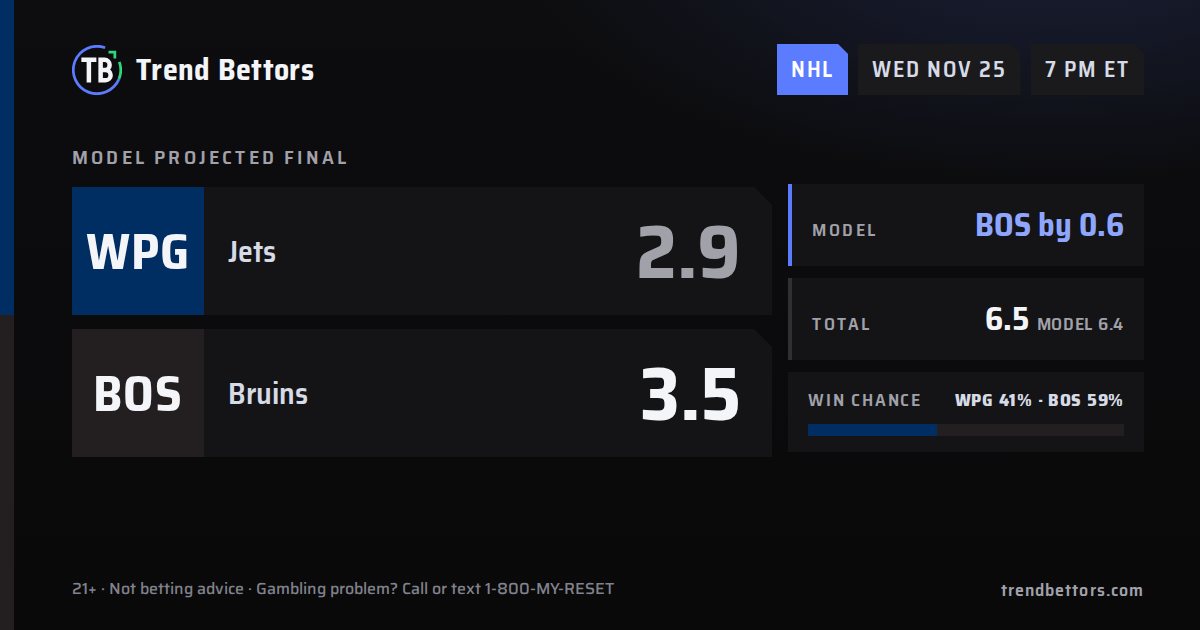 TB Trend Bettors
NHL WED NOV 25 7 PM ET
MODEL PROJECTED FINAL
WPG Jets 2.9
BOS Bruins 3.5
MODEL BOS by 0.6
TOTAL 6.5 MODEL 6.4
WIN CHANCE WPG 41% · BOS 59%
21+ · Not betting advice · Gambling problem? Call or text 1-800-MY-RESET
trendbettors.com